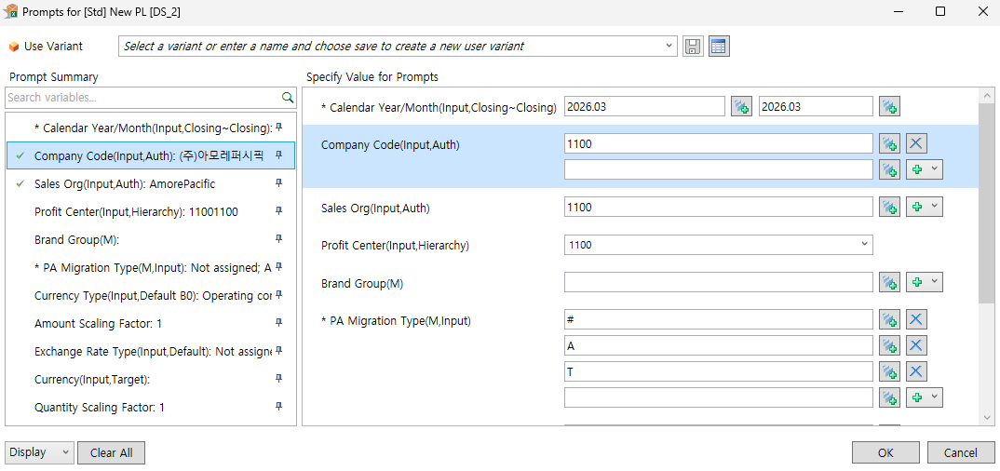 Prompts for [Std] New PL [DS_2]
Use Variant
Select a variant or enter a name and choose save to create a new user variant
Prompt Summary
Search variables...
* Calendar Year/Month(Input,Closing~Closing):
Company Code(Input,Auth): (주)아모레퍼시픽
Sales Org(Input,Auth): AmorePacific
Profit Center(Input,Hierarchy): 11001100
Brand Group(M):
* PA Migration Type(M,Input): Not assigned; A
Currency Type(Input,Default B0): Operating con
Amount Scaling Factor: 1
Exchange Rate Type(Input,Default): Not assigne
Currency(Input,Target):
Quantity Scaling Factor: 1
Specify Value for Prompts
* Calendar Year/Month(Input,Closing~Closing) 2026.03 2026.03
Company Code(Input,Auth) 1100
Sales Org(Input,Auth) 1100
Profit Center(Input,Hierarchy) 1100
Brand Group(M)
* PA Migration Type(M,Input) #
A
T
Display
Clear All
OK
Cancel